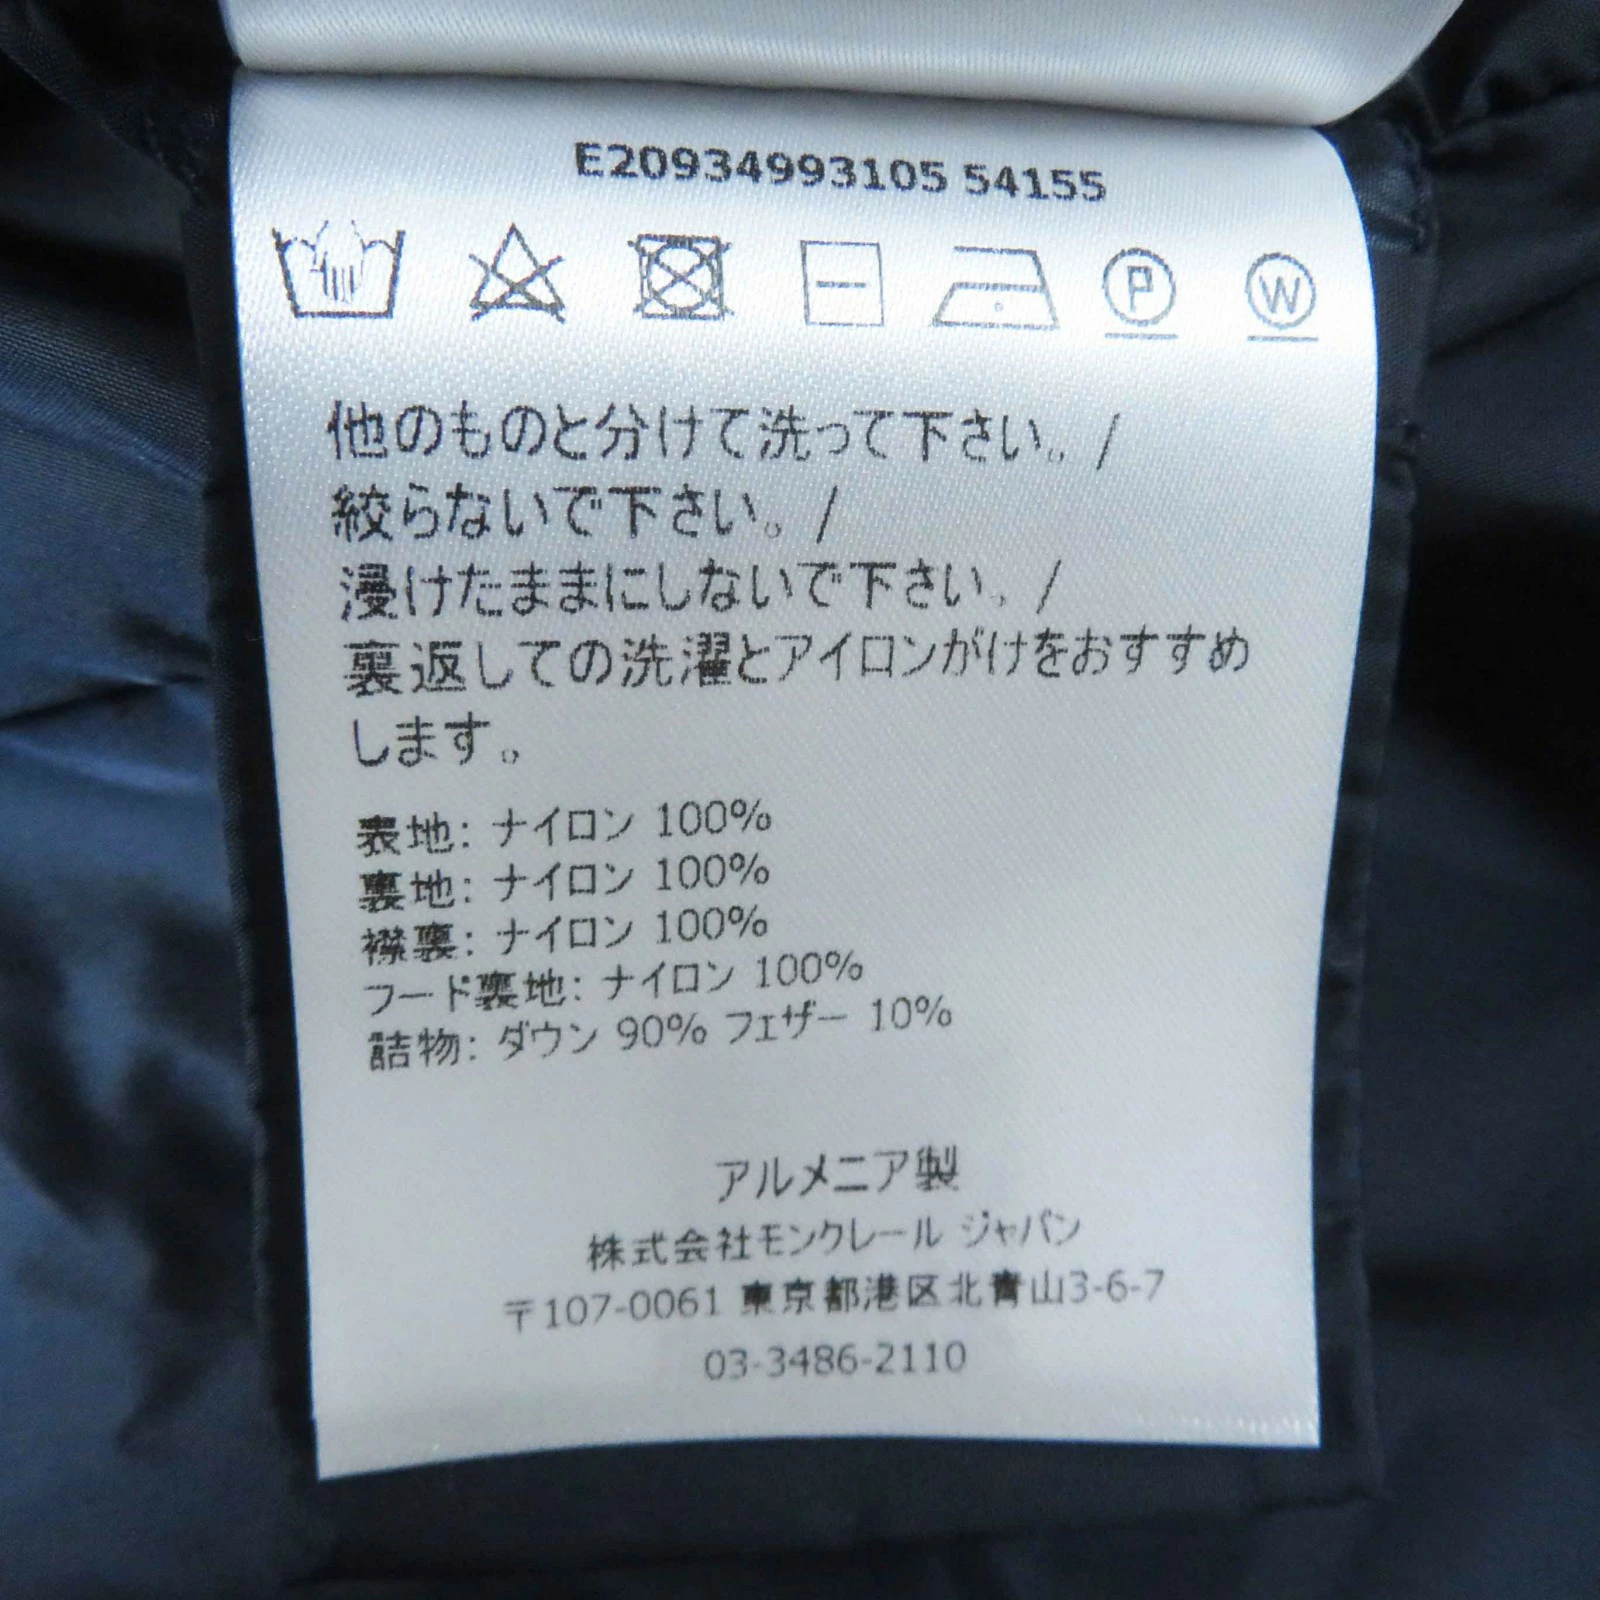 E20934993105 54155
P W
他のものと分けて洗って下さい。/
絞らないで下さい。/
浸けたままにしないで下さい。/
裏返しての洗濯とアイロンがけをおすすめ
します。
表地: ナイロン 100%
裏地: ナイロン 100%
襟裏: ナイロン 100%
フード裏地: ナイロン 100%
詰物: ダウン 90% フェザー 10%
アルメニア製
株式会社モンクレール ジャパン
〒107-0061 東京都港区北青山3-6-7
03-3486-2110